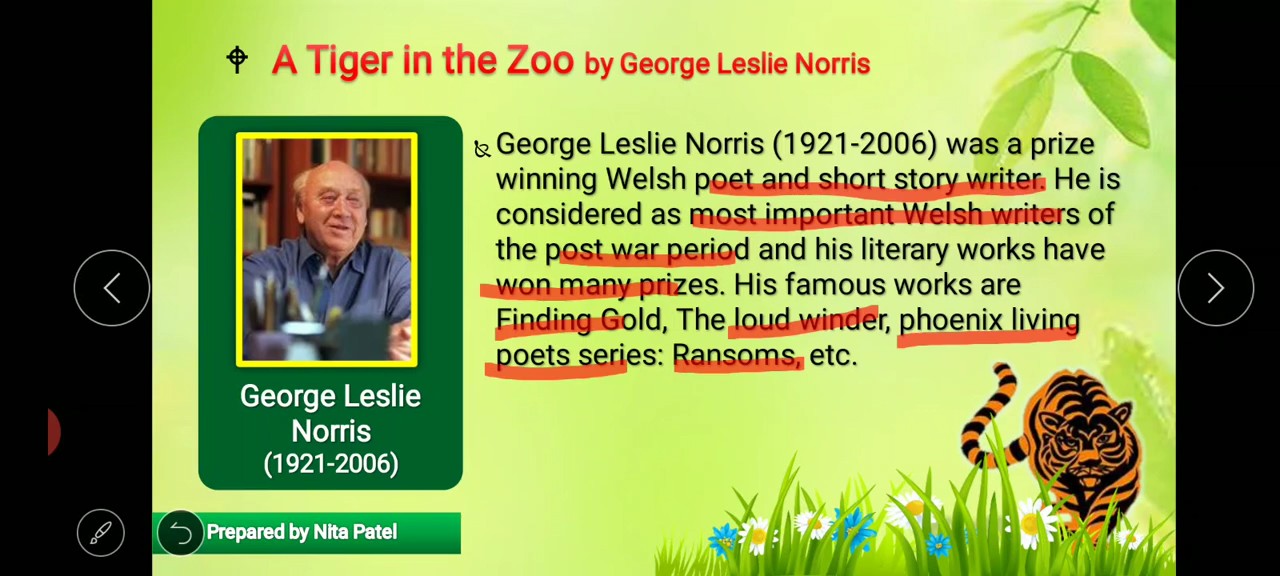 A Tiger in the Zoo by George Leslie Norris
George Leslie Norris (1921-2006) was a prize
winning Welsh poet and short story writer. He is
considered as most important Welsh writers of
the post war period and his literary works have
won many prizes. His famous works are
Finding Gold, The loud winder, phoenix living
poets series: Ransoms, etc.
George Leslie
Norris
(1921-2006)
Prepared by Nita Patel